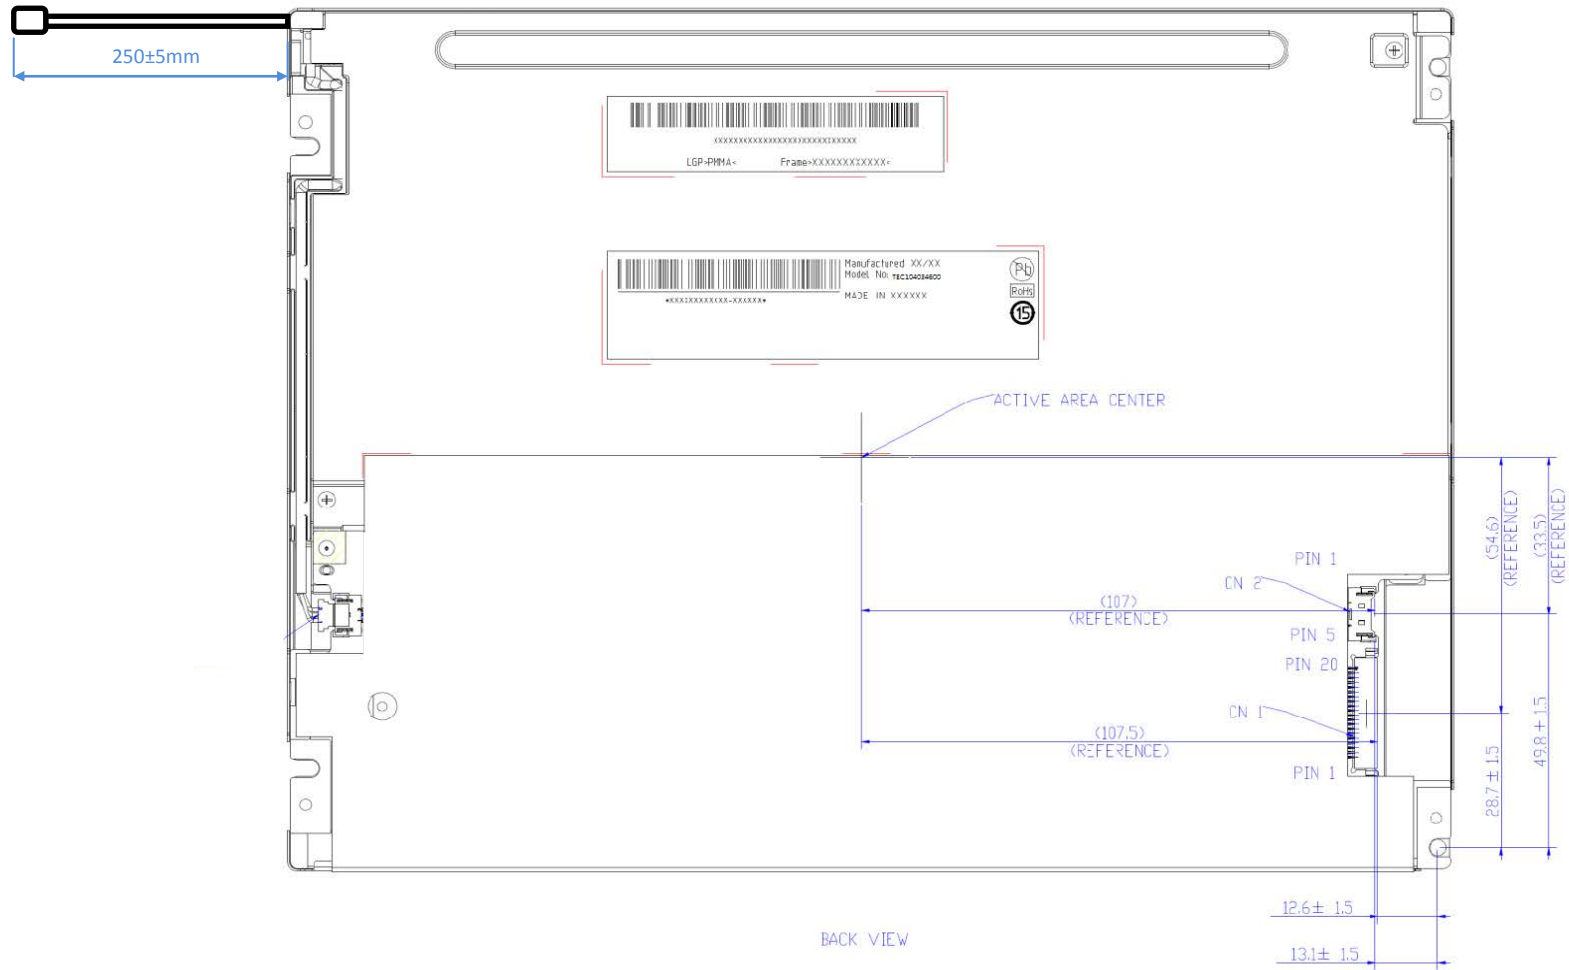 250±5mm
LGP>PMMA<
Manufactured XX/XX
Model No: TEC104034600
MADE IN XXXXXX
Pb
RoHs
15
ACTIVE AREA CENTER
(54.6)
(REFERENCE)
(33.5)
(REFERENCE)
PIN 1
CN 2
(107)
(REFERENCE)
PIN 5
PIN 20
CN 1
(107.5)
(REFERENCE)
PIN 1
28.7 ± 1.5
49.8 ± 1.5
12.6± 1.5
BACK VIEW
13.1± 1.5